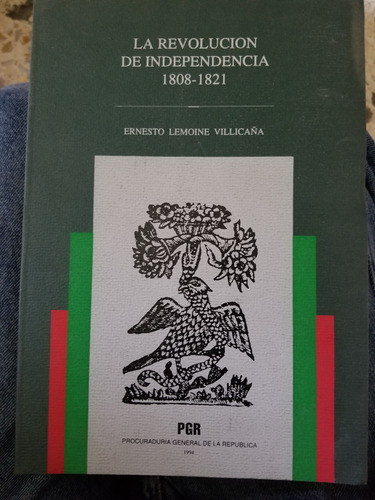 LA REVOLUCION
DE INDEPENDENCIA
1808-1821
ERNESTO LEMOINE VILLICAÑA
PGR
PROCURADURIA GENERAL DE LA REPUBLICA
1994